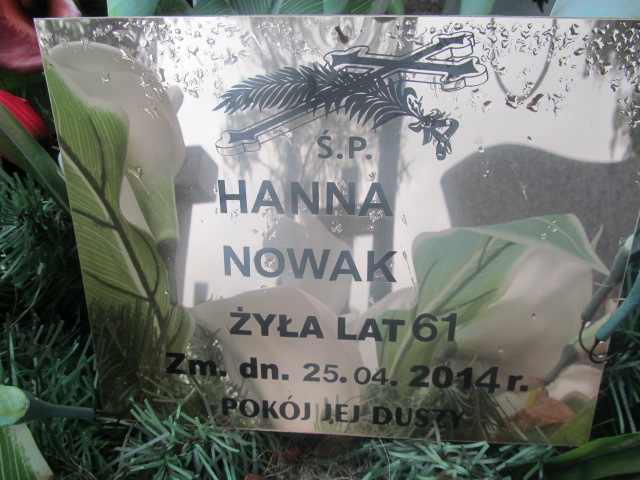 Ś.P.
HANNA
NOWAK
ŻYŁA LAT 61
Zm. dn. 25.04.2014 r.
POKÓJ JEJ DUSZY